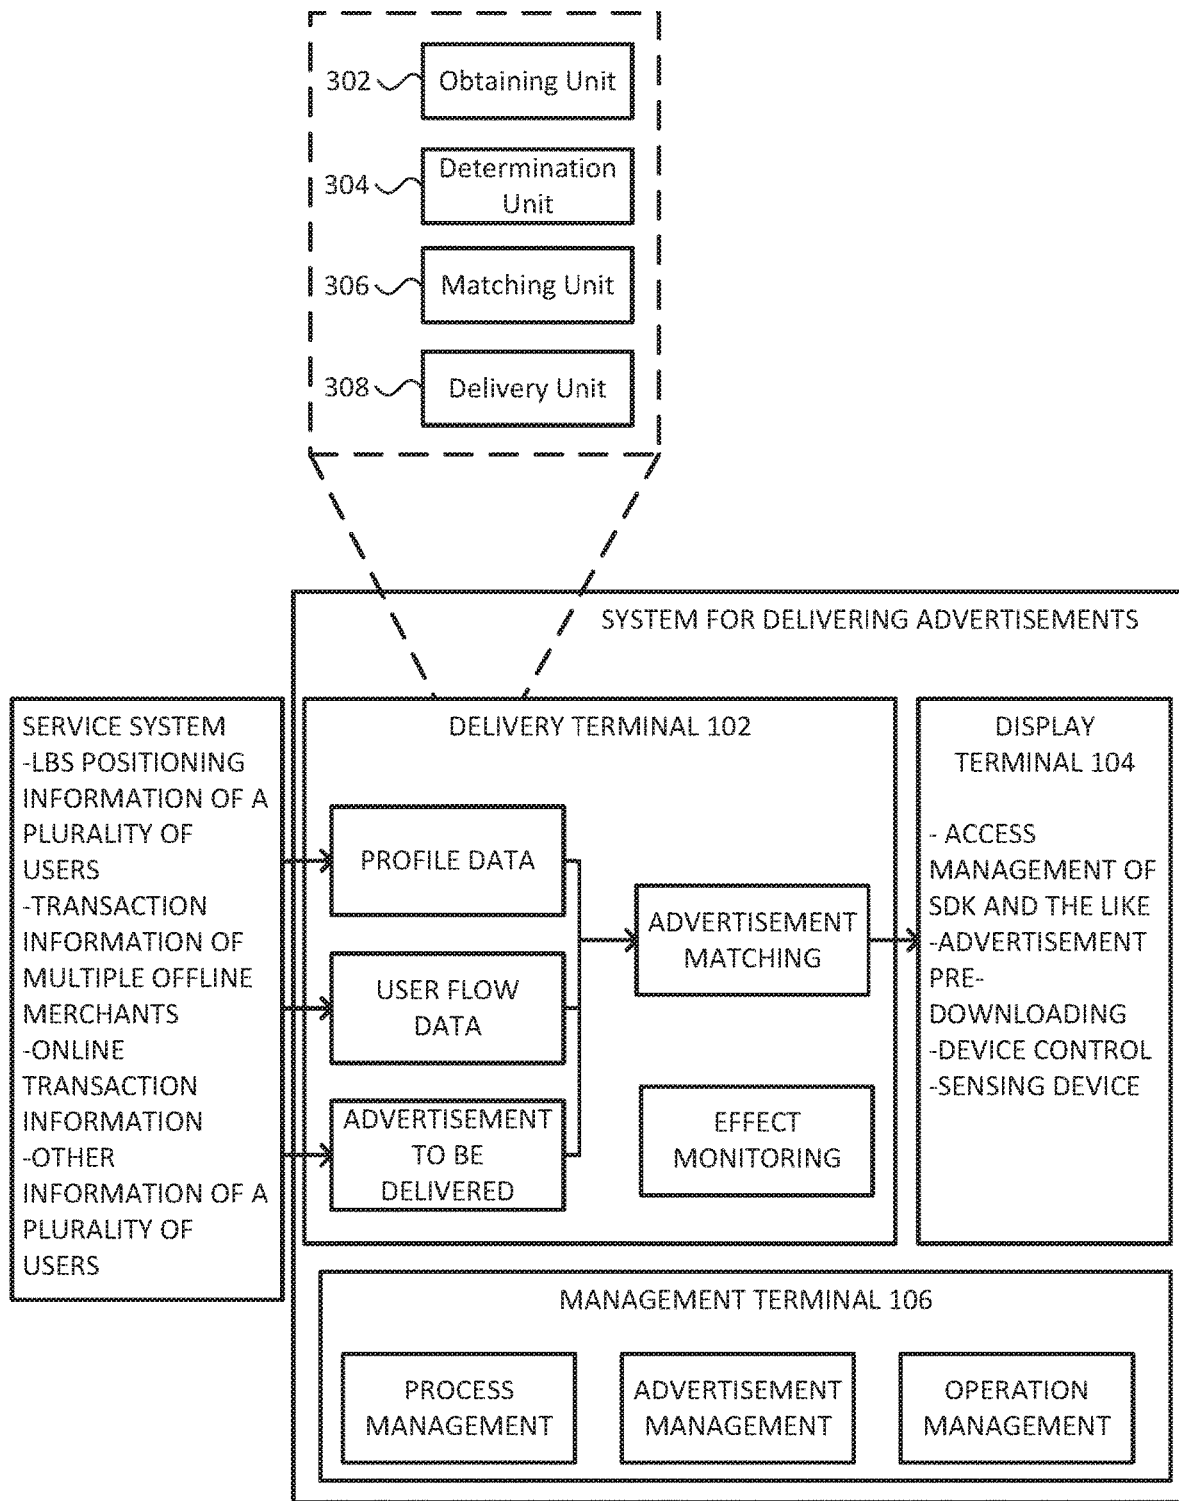 302
Obtaining Unit
304
Determination
Unit
306
Matching Unit
308
Delivery Unit
SYSTEM FOR DELIVERING ADVERTISEMENTS
SERVICE SYSTEM
-LBS POSITIONING
INFORMATION OF A
PLURALITY OF
USERS
-TRANSACTION
INFORMATION OF
MULTIPLE OFFLINE
MERCHANTS
-ONLINE
TRANSACTION
INFORMATION
-OTHER
INFORMATION OF A
PLURALITY OF
USERS
DELIVERY TERMINAL 102
PROFILE DATA
USER FLOW
DATA
ADVERTISEMENT
TO BE
DELIVERED
ADVERTISEMENT
MATCHING
EFFECT
MONITORING
DISPLAY
TERMINAL 104
- ACCESS
MANAGEMENT OF
SDK AND THE LIKE
-ADVERTISEMENT
PRE-
DOWNLOADING
-DEVICE CONTROL
-SENSING DEVICE
MANAGEMENT TERMINAL 106
PROCESS
MANAGEMENT
ADVERTISEMENT
MANAGEMENT
OPERATION
MANAGEMENT